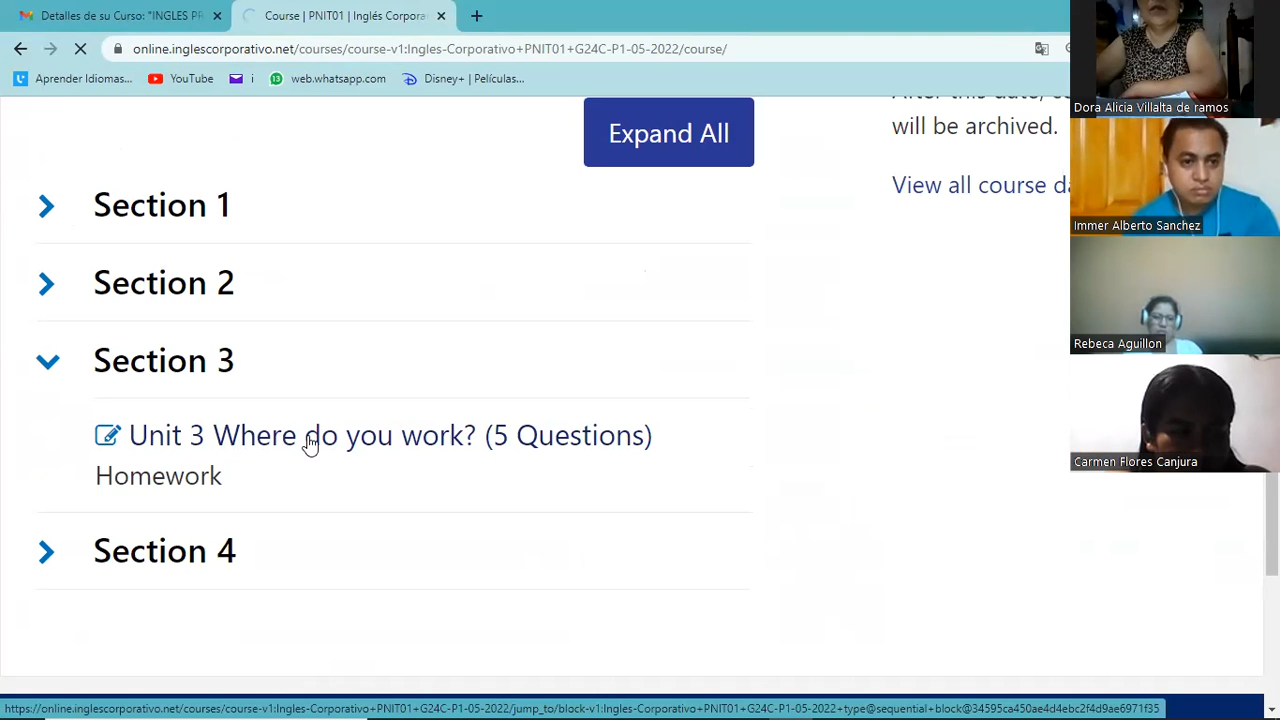 Detalles de su Curso: "INGLES PR
Course | PNIT01 | Inglés Corpora
online.inglescorporativo.net/courses/course-v1:Ingles-Corporativo+PNIT01+G24C-P1-05-2022/course/
Aprender Idiomas...
YouTube
i
web.whatsapp.com
Disney+ | Películas,...
Expand All
will be archived.
View all course da
Section 1
Section 2
Section 3
Unit 3 Where do you work? (5 Questions)
Homework
Section 4
Dora Alicia Villalta de ramos
Immer Alberto Sanchez
Rebeca Aguillon
Carmen Flores Canjura
https://online.inglescorporativo.net/courses/course-v1:Ingles-Corporativo+PNIT01+G24C-P1-05-2022/jump_to/block-v1:Ingles-Corporativo+PNIT01+G24C-P1-05-2022+type@sequential+block@34595ca450ae4d4ebc2f4d9ae6971f35